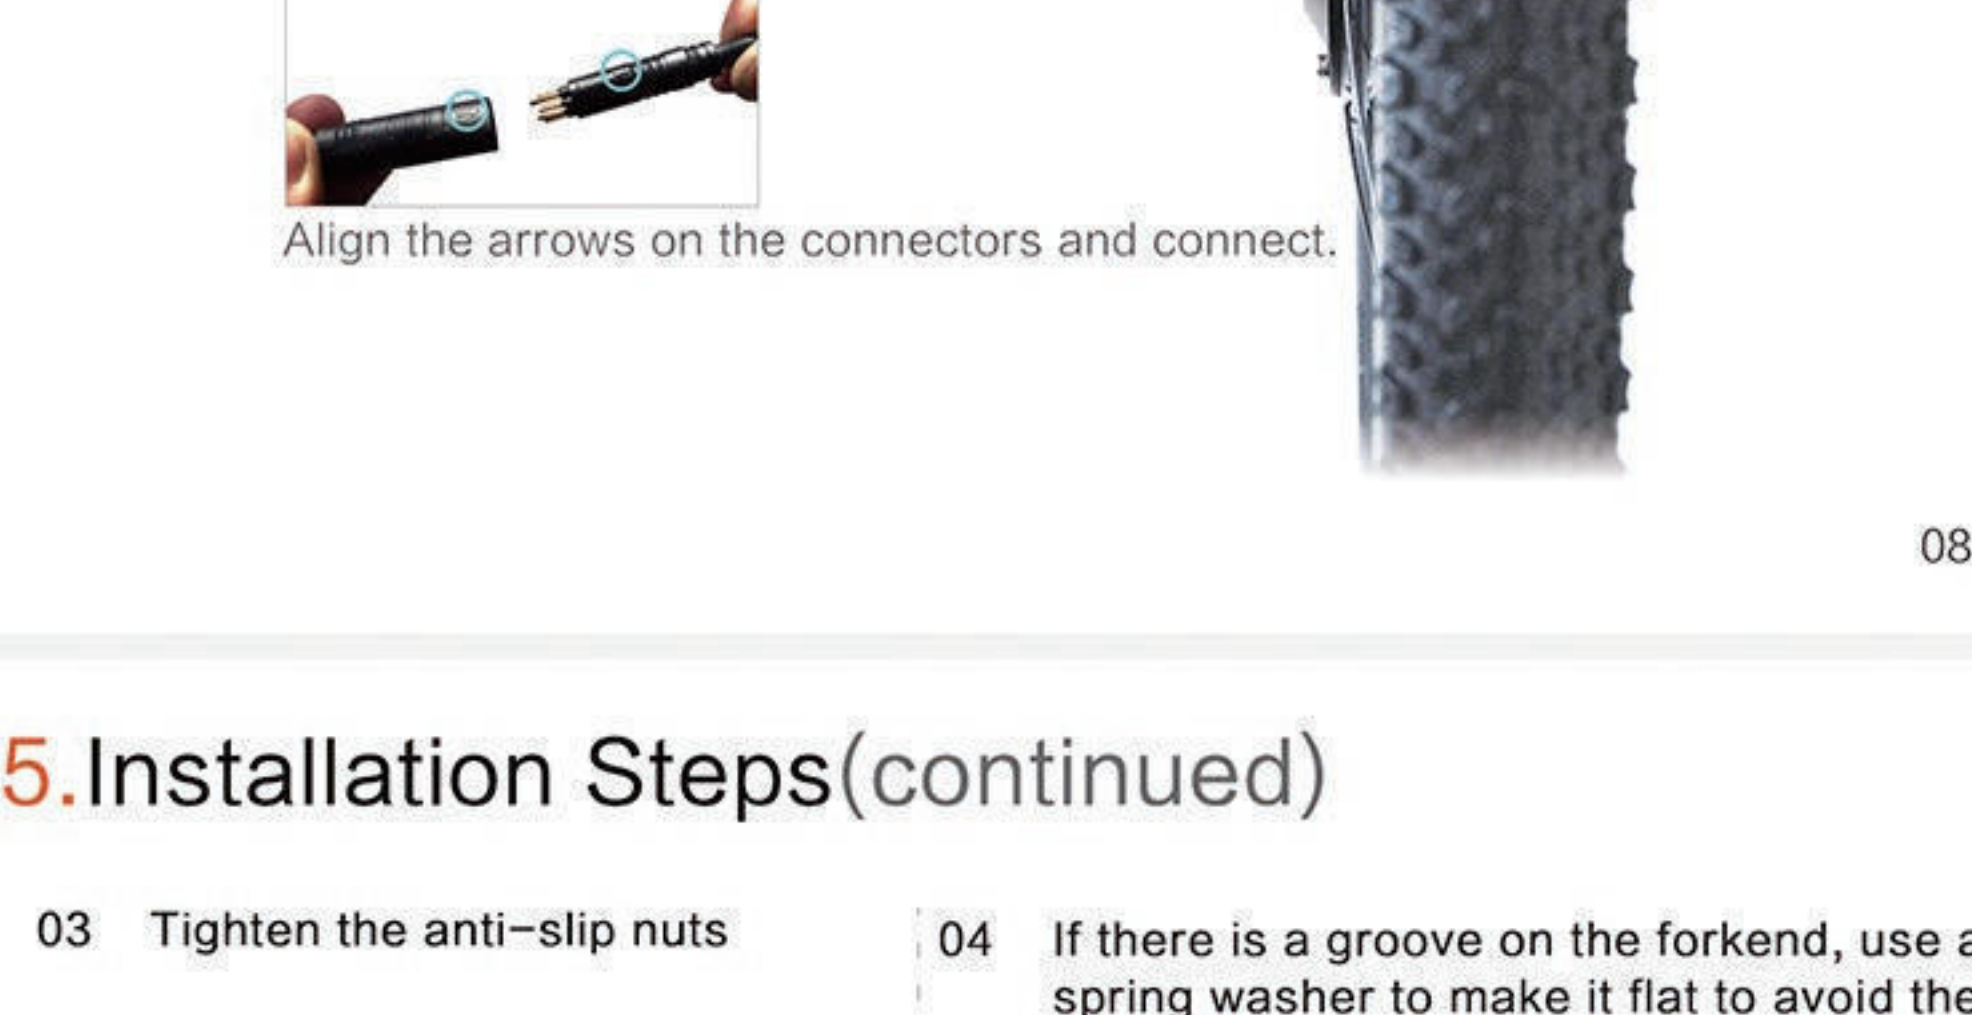 Align the arrows on the connectors and connect.
08
5.Installation Steps(continued)
03 Tighten the anti-slip nuts
04 If there is a groove on the forkend, use a
spring washer to make it flat to avoid the